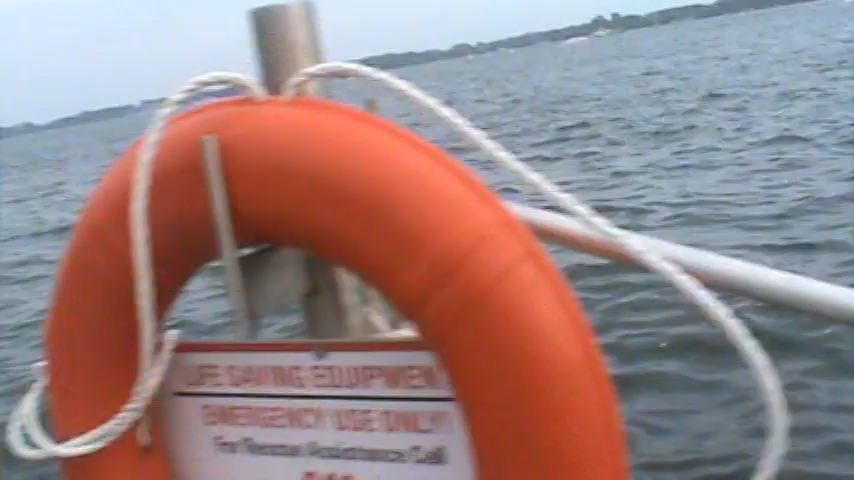 LIFE SAVING EQUIPMENT
EMERGENCY USE ONLY!
For Rescue Assistance Call